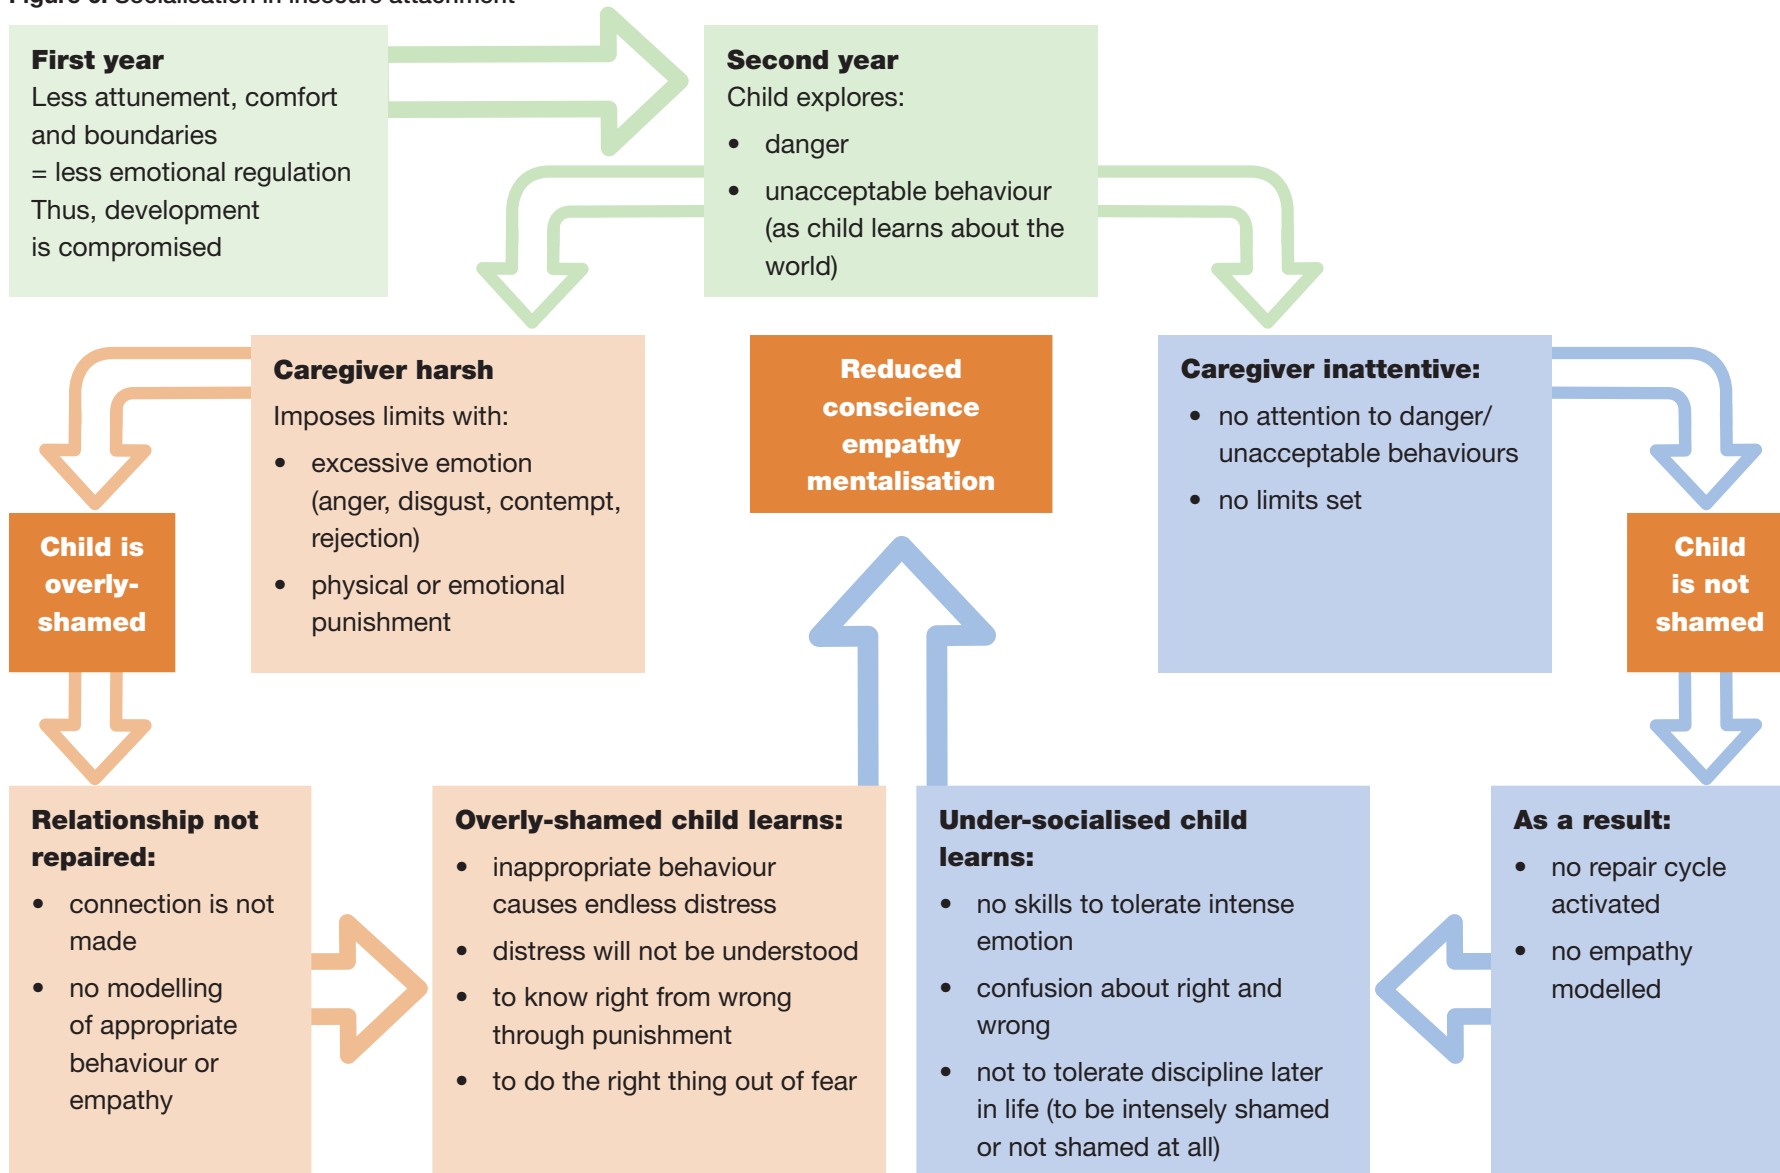 Figure 6. Socialisation in insecure attachment
First year
Less attunement, comfort
and boundaries
= less emotional regulation
Thus, development
is compromised
Second year
Child explores:
• danger
• unacceptable behaviour
(as child learns about the
world)
Caregiver harsh
Imposes limits with:
• excessive emotion
(anger, disgust, contempt,
rejection)
• physical or emotional
punishment
Reduced
conscience
empathy
mentalisation
Caregiver inattentive:
• no attention to danger/
unacceptable behaviours
• no limits set
Child is
overly-
shamed
Child
is not
shamed
Relationship not
repaired:
• connection is not
made
• no modelling
of appropriate
behaviour or
empathy
Overly-shamed child learns:
• inappropriate behaviour
causes endless distress
• distress will not be understood
• to know right from wrong
through punishment
• to do the right thing out of fear
Under-socialised child
learns:
• no skills to tolerate intense
emotion
• confusion about right and
wrong
• not to tolerate discipline later
in life (to be intensely shamed
or not shamed at all)
As a result:
• no repair cycle
activated
• no empathy
modelled